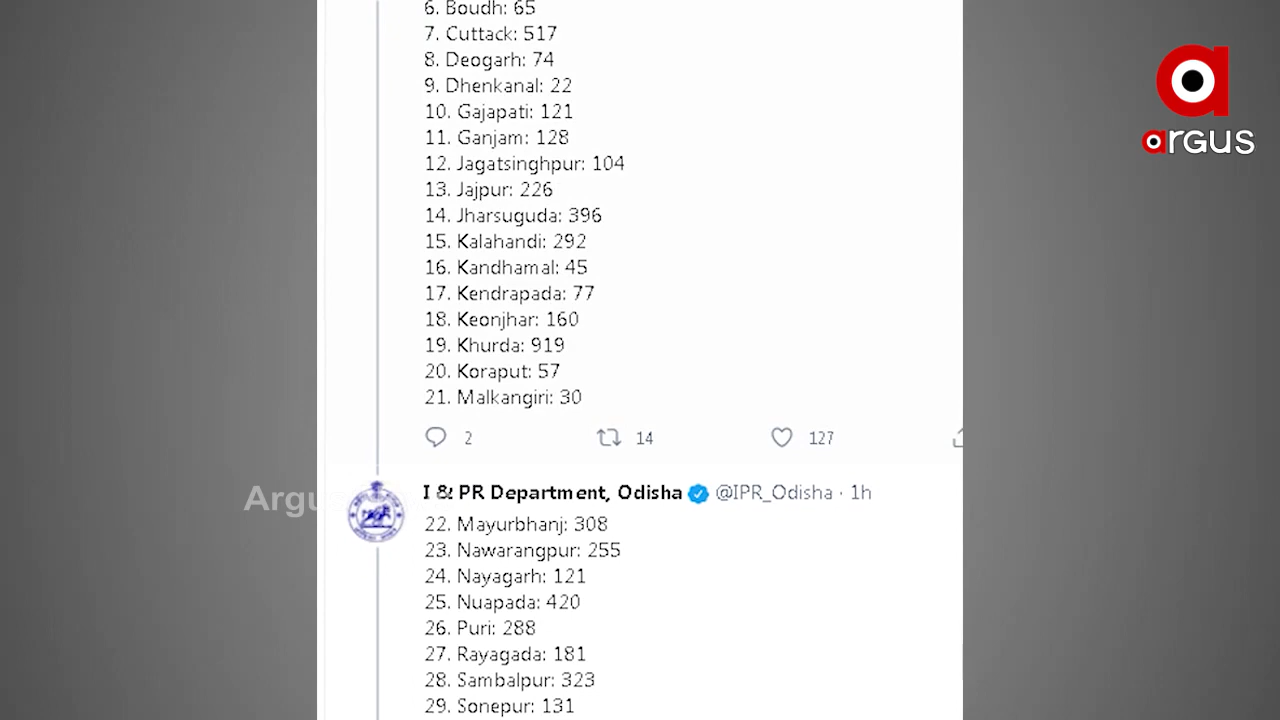 6. Boudh: 65
7. Cuttack: 517
8. Deogarh: 74
9. Dhenkanal: 22
10. Gajapati: 121
11. Ganjam: 128
12. Jagatsinghpur: 104
13. Jajpur: 226
14. Jharsuguda: 396
15. Kalahandi: 292
16. Kandhamal: 45
17. Kendrapada: 77
18. Keonjhar: 160
19. Khurda: 919
20. Koraput: 57
21. Malkangiri: 30
2 14 127
I & PR Department, Odisha @IPR_Odisha · 1h
22. Mayurbhanj: 308
23. Nawarangpur: 255
24. Nayagarh: 121
25. Nuapada: 420
26. Puri: 288
27. Rayagada: 181
28. Sambalpur: 323
29. Sonepur: 131
argus